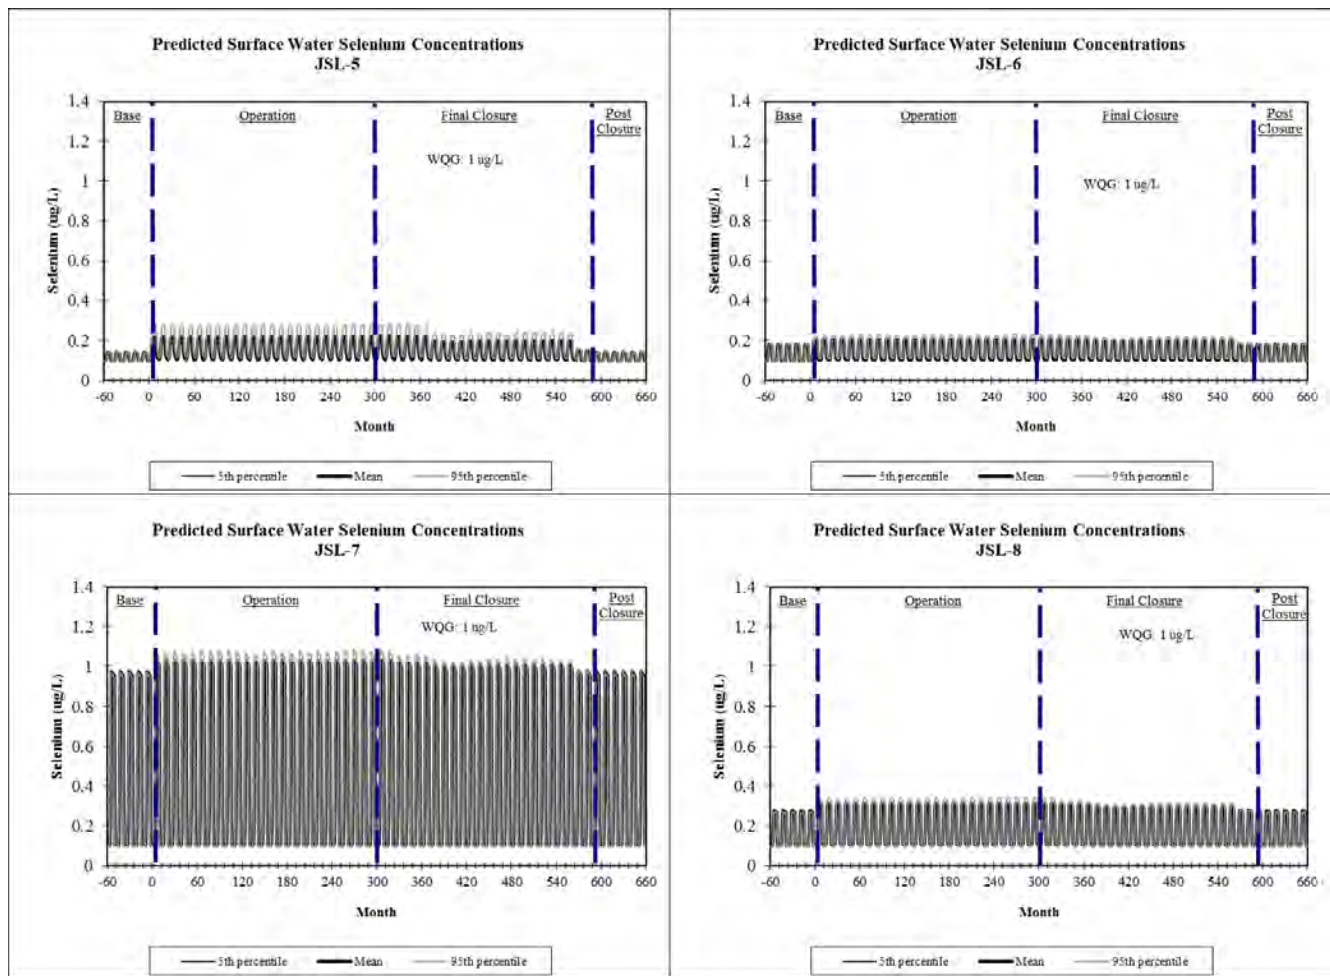 Predicted Surface Water Selenium Concentrations
JSL-5
1.4
1.2
1
0.8
0.6
0.4
0.2
0
Selenium (ug/L)
Base
Operation
Final Closure
Post
Closure
WQG: 1 ug/L
-60 0 60 120 180 240 300 360 420 480 540 600 660
Month
5th percentile Mean 95th percentile
Predicted Surface Water Selenium Concentrations
JSL-6
1.4
1.2
1
0.8
0.6
0.4
0.2
0
Selenium (ug/L)
Base
Operation
Final Closure
Post
Closure
WQG: 1 ug/L
-60 0 60 120 180 240 300 360 420 480 540 600 660
Month
5th percentile Mean 95th percentile
Predicted Surface Water Selenium Concentrations
JSL-7
1.4
1.2
1
0.8
0.6
0.4
0.2
0
Selenium (ug/L)
Base
Operation
Final Closure
Post
Closure
WQG: 1 ug/L
-60 0 60 120 180 240 300 360 420 480 540 600 660
Month
5th percentile Mean 95th percentile
Predicted Surface Water Selenium Concentrations
JSL-8
1.4
1.2
1
0.8
0.6
0.4
0.2
0
Selenium (ug/L)
Base
Operation
Final Closure
Post
Closure
WQG: 1 ug/L
-60 0 60 120 180 240 300 360 420 480 540 600 660
Month
5th percentile Mean 95th percentile